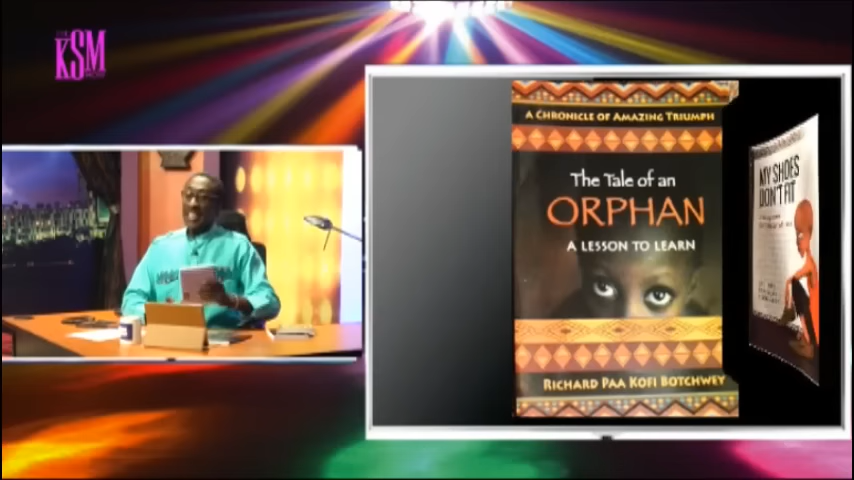 KSM
A CHRONICLE OF AMAZING TRIUMPH
The Tale of an
ORPHAN
A LESSON TO LEARN
RICHARD PAA KOFI BOTCHWEY
MY SHOES
DON'T FIT